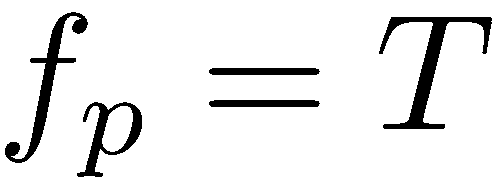 f_p = T